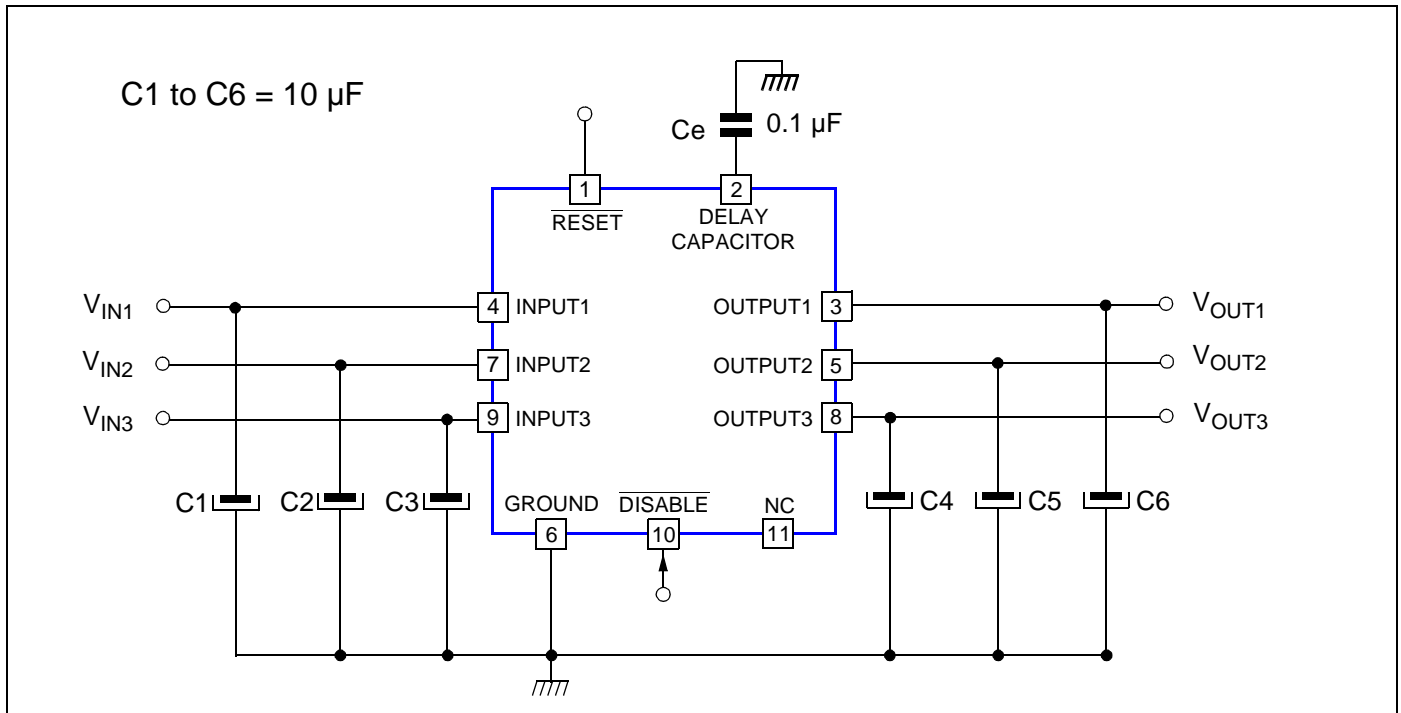 C1 to C6 = 10 µF
Ce 0.1 µF
1 2
RESET DELAY
CAPACITOR
VIN1 4 INPUT1 OUTPUT1 3 VOUT1
VIN2 7 INPUT2 OUTPUT2 5 VOUT2
VIN3 9 INPUT3 OUTPUT3 8 VOUT3
C1 C2 C3 GROUND DISABLE NC C4 C5 C6
6 10 11